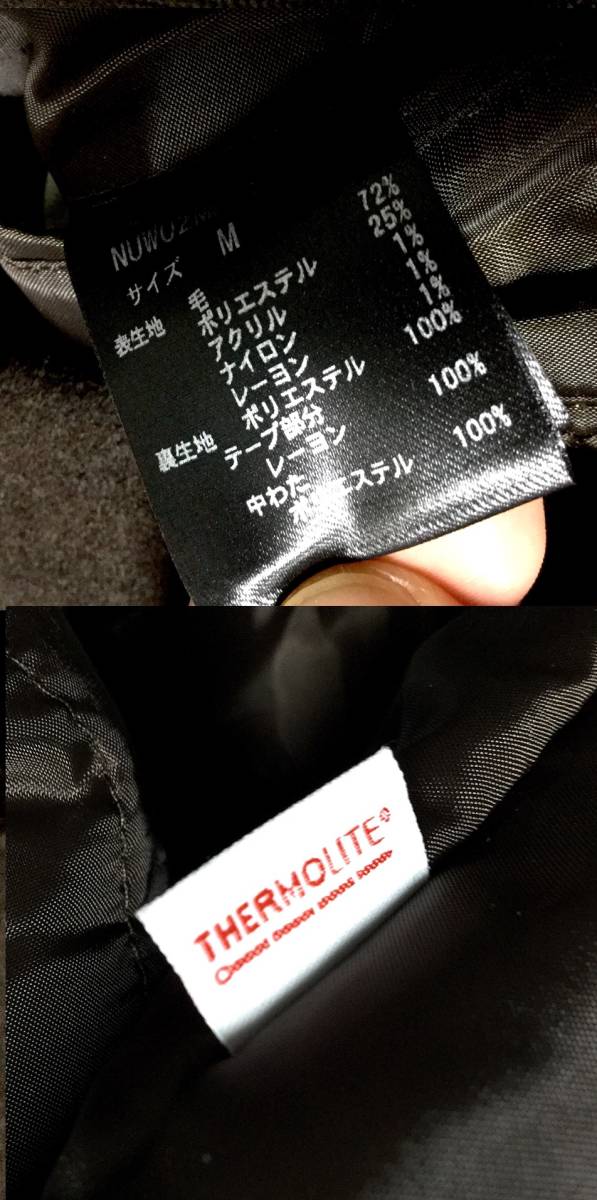 サイズ M
表生地 毛 72%
ポリエステル 25%
アクリル 1%
ナイロン 1%
レーヨン 1%
裏生地 ポリエステル 100%
テープ部分
レーヨン 100%
中わた
ポリエステル 100%
THERMOLITE®